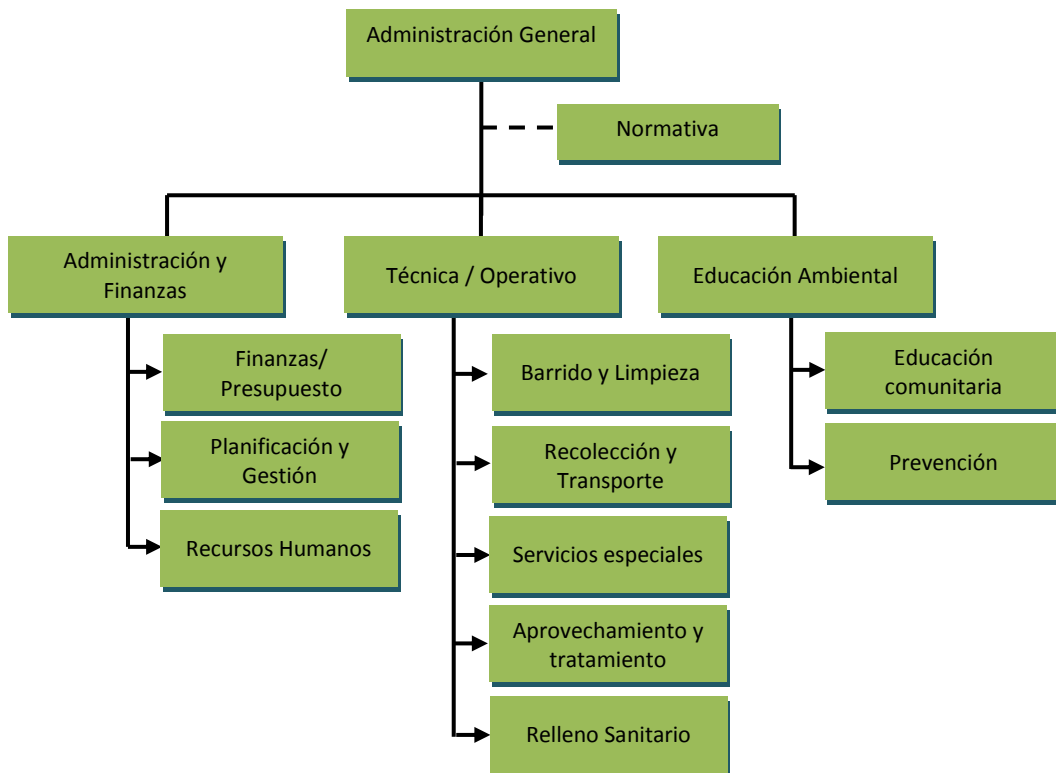 Administración General
Normativa
Administración y
Finanzas
Técnica / Operativo
Educación Ambiental
Finanzas/
Presupuesto
Planificación y
Gestión
Recursos Humanos
Barrido y Limpieza
Recolección y
Transporte
Servicios especiales
Aprovechamiento y
tratamiento
Relleno Sanitario
Educación
comunitaria
Prevención